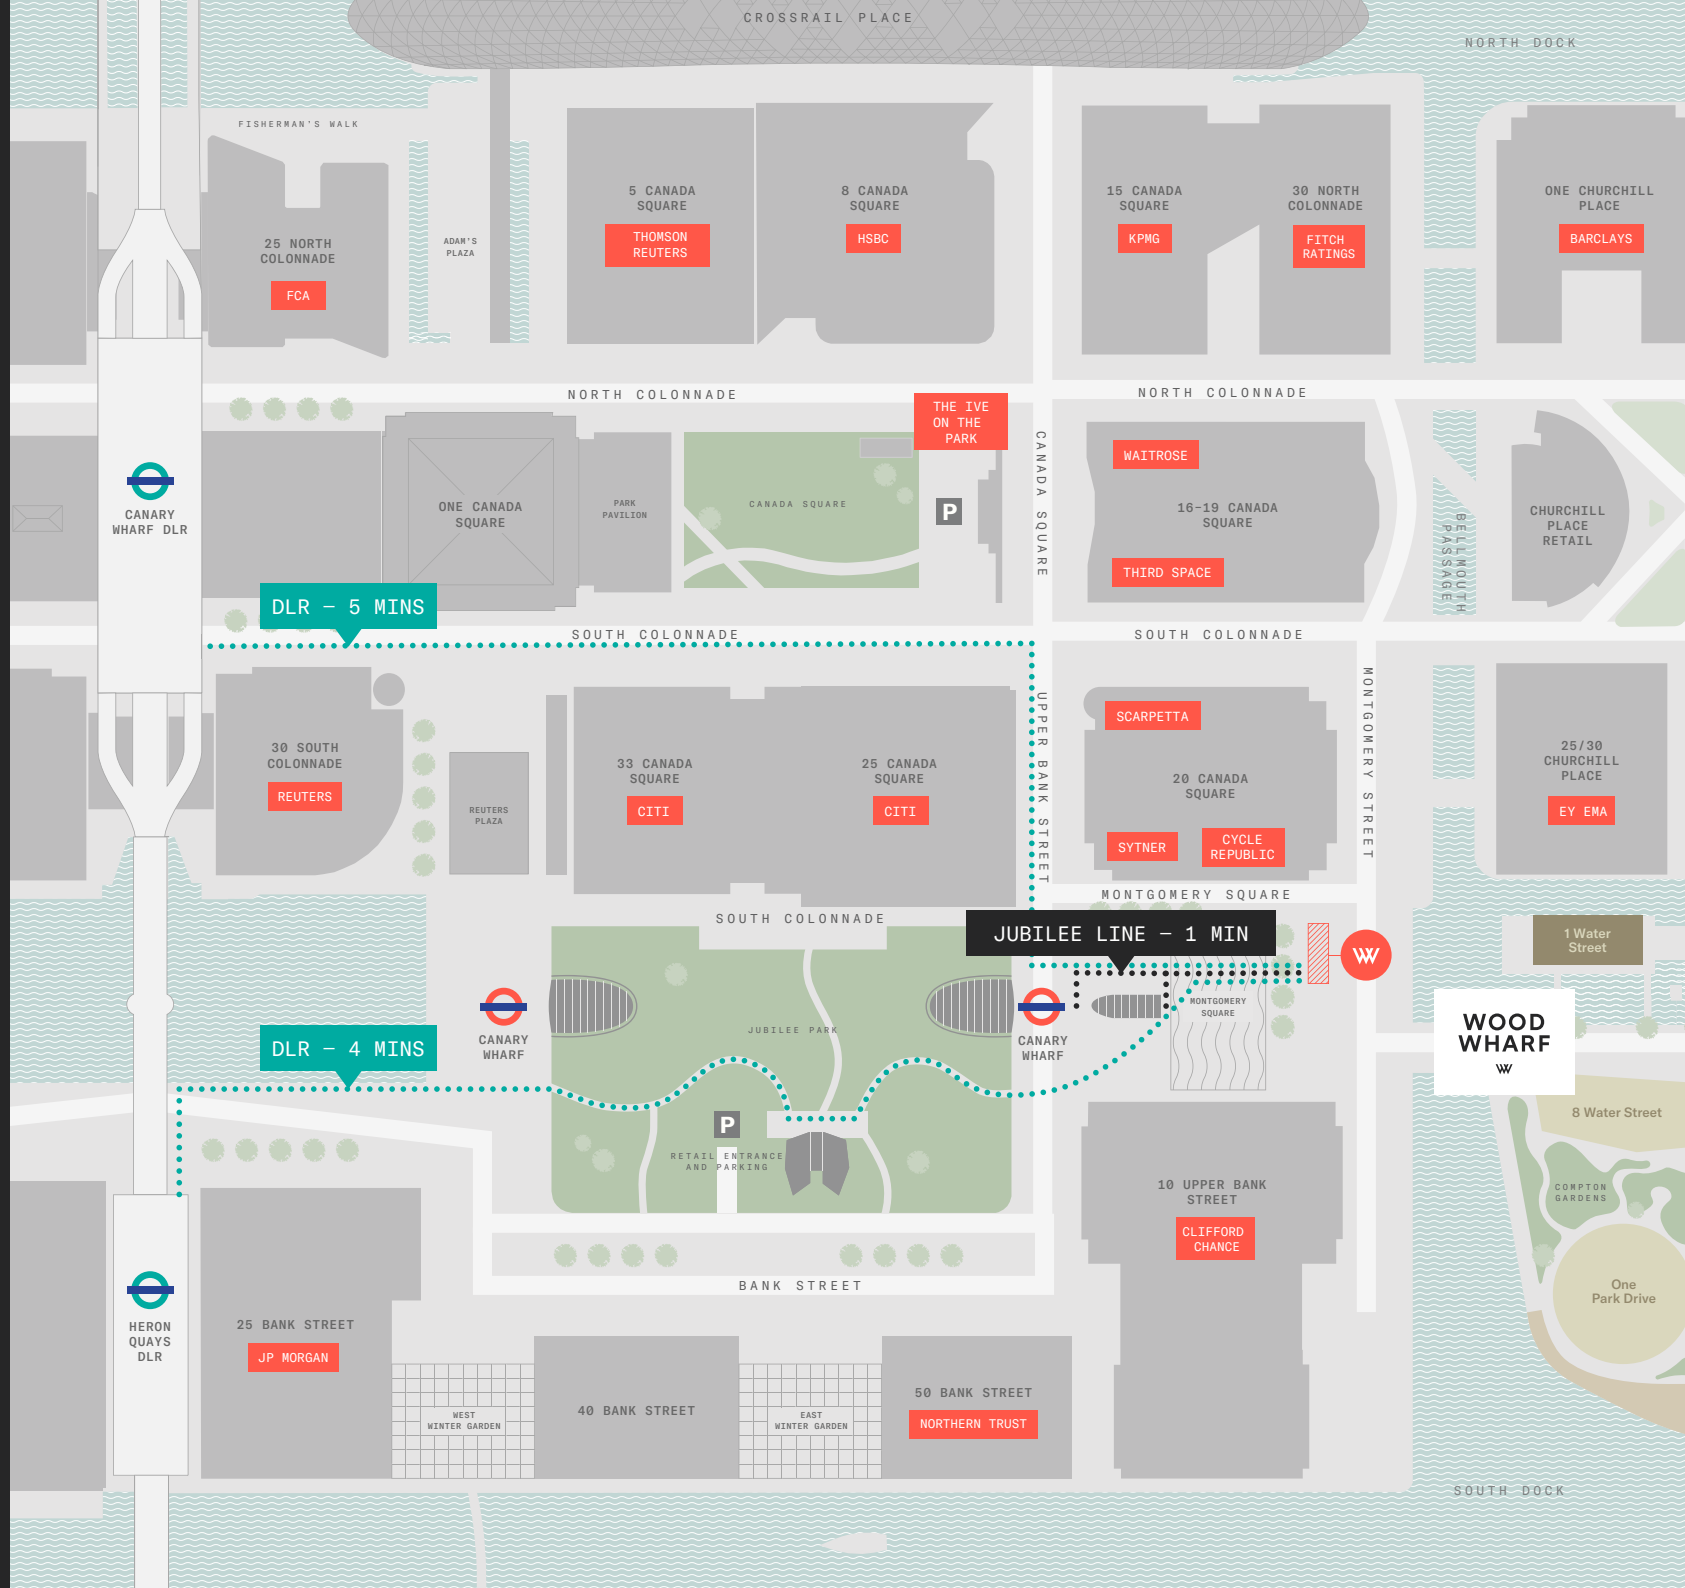 CROSSRAIL PLACE
NORTH DOCK
FISHERMAN'S WALK
25 NORTH
COLONNADE
FCA
ADAM'S
PLAZA
5 CANADA
SQUARE
THOMSON
REUTERS
8 CANADA
SQUARE
HSBC
15 CANADA
SQUARE
KPMG
30 NORTH
COLONNADE
FITCH
RATINGS
ONE CHURCHILL
PLACE
BARCLAYS
NORTH COLONNADE
NORTH COLONNADE
THE IVE
ON THE
PARK
CANARY
WHARF DLR
ONE CANADA
SQUARE
PARK
PAVILION
CANADA SQUARE
P
CANADA SQUARE
WAITROSE
16-19 CANADA
SQUARE
THIRD SPACE
BELLMOUTH
PASSAGE
CHURCHILL
PLACE
RETAIL
DLR – 5 MINS
SOUTH COLONNADE
SOUTH COLONNADE
30 SOUTH
COLONNADE
REUTERS
REUTERS
PLAZA
33 CANADA
SQUARE
CITI
25 CANADA
SQUARE
CITI
UPPER BANK STREET
SCARPETTA
20 CANADA
SQUARE
SYTNER
CYCLE
REPUBLIC
MONTGOMERY STREET
25/30
CHURCHILL
PLACE
EY EMA
MONTGOMERY SQUARE
SOUTH COLONNADE
JUBILEE LINE – 1 MIN
1 Water
Street
CANARY
WHARF
JUBILEE PARK
CANARY
WHARF
MONTGOMERY
SQUARE
WOOD
WHARF
DLR – 4 MINS
P
RETAIL ENTRANCE
AND PARKING
8 Water Street
COMPTON
GARDENS
10 UPPER BANK
STREET
CLIFFORD
CHANCE
One
Park Drive
BANK STREET
HERON
QUAYS
DLR
25 BANK STREET
JP MORGAN
WEST
WINTER GARDEN
40 BANK STREET
EAST
WINTER GARDEN
50 BANK STREET
NORTHERN TRUST
SOUTH DOCK